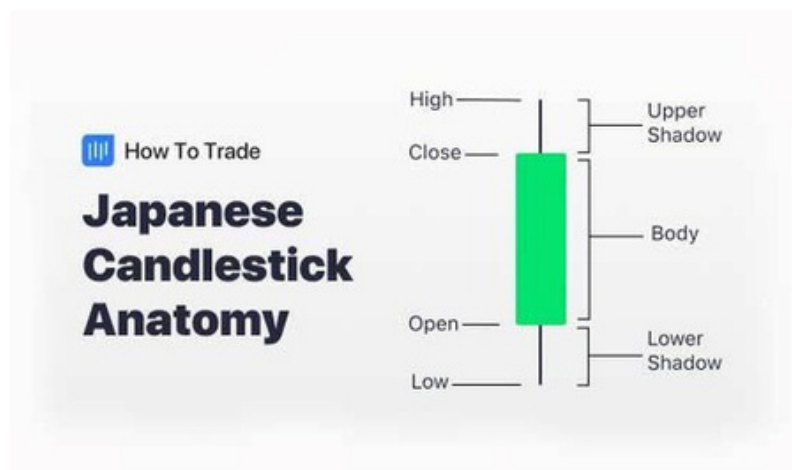 How To Trade
Japanese
Candlestick
Anatomy
High
Close
Open
Low
Upper
Shadow
Body
Lower
Shadow